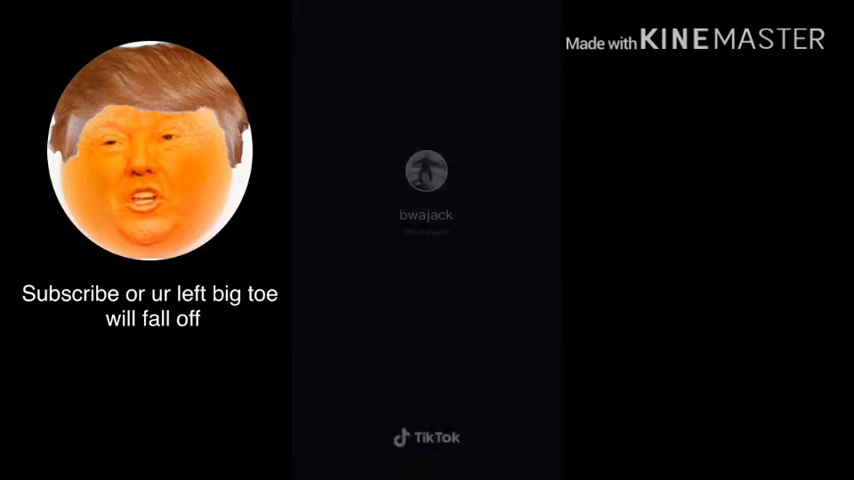 Made with KINEMASTER
bwajack
Subscribe or ur left big toe
will fall off
TikTok